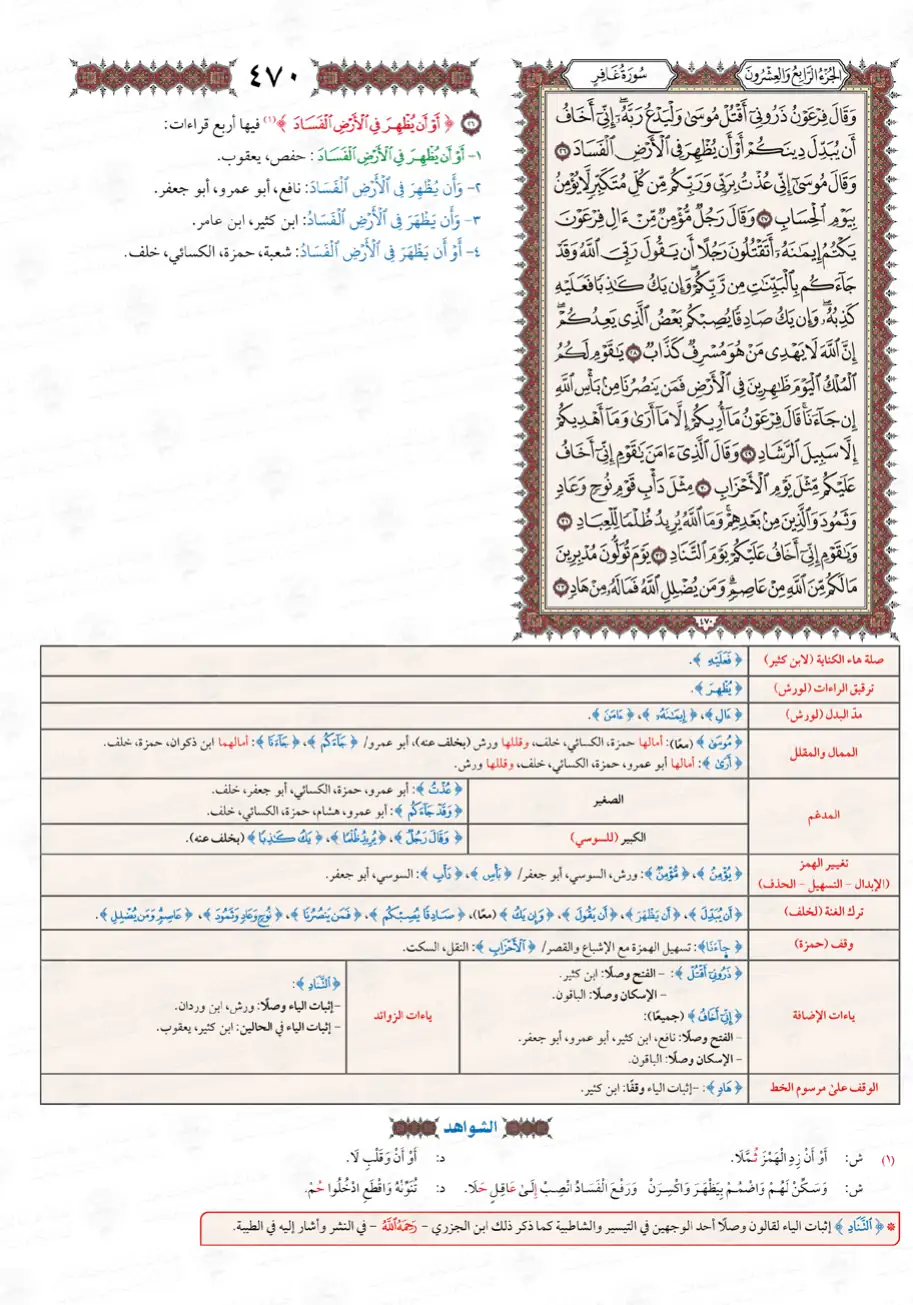 الجزء الرابع والعشرون
سورة غافر
٤٧٠
وَقَالَ فِرْعَوْنُ ذَرُونِىٓ أَقْتُلْ مُوسَىٰ وَلْيَدْعُ رَبَّهُۥٓ ۖ إِنِّىٓ أَخَافُ
أَن يُبَدِّلَ دِينَكُمْ أَوْ أَن يُظْهِرَ فِى ٱلْأَرْضِ ٱلْفَسَادَ ٢٦
وَقَالَ مُوسَىٰٓ إِنِّى عُذْتُ بِرَبِّى وَرَبِّكُم مِّن كُلِّ مُتَكَبِّرٍ لَّا يُؤْمِنُ
بِيَوْمِ ٱلْحِسَابِ ٢٧ وَقَالَ رَجُلٌ مُّؤْمِنٌ مِّنْ ءَالِ فِرْعَوْنَ
يَكْتُمُ إِيمَـٰنَهُۥٓ أَتَقْتُلُونَ رَجُلًا أَن يَقُولَ رَبِّىَ ٱللَّهُ وَقَدْ
جَآءَكُم بِٱلْبَيِّنَـٰتِ مِن رَّبِّكُمْ ۖ وَإِن يَكُ كَـٰذِبًا فَعَلَيْهِ
كَذِبُهُۥ ۖ وَإِن يَكُ صَادِقًا يُصِبْكُم بَعْضُ ٱلَّذِى يَعِدُكُمْ ۖ
إِنَّ ٱللَّهَ لَا يَهْدِى مَنْ هُوَ مُسْرِفٌ كَذَّابٌ ٢٨ يَـٰقَوْمِ لَكُمُ
ٱلْمُلْكُ ٱلْيَوْمَ ظَـٰهِرِينَ فِى ٱلْأَرْضِ فَمَن يَنصُرُنَا مِنۢ بَأْسِ ٱللَّهِ
إِن جَآءَنَا ۚ قَالَ فِرْعَوْنُ مَآ أُرِيكُمْ إِلَّا مَآ أَرَىٰ وَمَآ أَهْدِيكُمْ
إِلَّا سَبِيلَ ٱلرَّشَادِ ٢٩ وَقَالَ ٱلَّذِىٓ ءَامَنَ يَـٰقَوْمِ إِنِّىٓ أَخَافُ
عَلَيْكُم مِّثْلَ يَوْمِ ٱلْأَحْزَابِ ٣٠ مِثْلَ دَأْبِ قَوْمِ نُوحٍ وَعَادٍ
وَثَمُودَ وَٱلَّذِينَ مِنۢ بَعْدِهِمْ ۚ وَمَا ٱللَّهُ يُرِيدُ ظُلْمًا لِّلْعِبَادِ ٣١
وَيَـٰقَوْمِ إِنِّىٓ أَخَافُ عَلَيْكُمْ يَوْمَ ٱلتَّنَادِ ٣٢ يَوْمَ تُوَلُّونَ مُدْبِرِينَ
مَا لَكُم مِّنَ ٱللَّهِ مِنْ عَاصِمٍ ۗ وَمَن يُضْلِلِ ٱللَّهُ فَمَا لَهُۥ مِنْ هَادٍ ٣٣
٤٧٠
٢٦ ﴿ أَوْ أَن يُظْهِرَ فِى ٱلْأَرْضِ ٱلْفَسَادَ ﴾(١) فيها أربع قراءات:
١- أَوْ أَن يُظْهِرَ فِى ٱلْأَرْضِ ٱلْفَسَادَ : حفص، يعقوب.
٢- وَأَن يُظْهِرَ فِى ٱلْأَرْضِ ٱلْفَسَادَ: نافع، أبو عمرو، أبو جعفر.
٣- وَأَن يَظْهَرَ فِى ٱلْأَرْضِ ٱلْفَسَادُ: ابن كثير، ابن عامر.
٤- أَوْ أَن يَظْهَرَ فِى ٱلْأَرْضِ ٱلْفَسَادُ: شعبة، حمزة، الكسائي، خلف.
صلة هاء الكناية (لابن كثير) ﴿ فَعَلَيْهِ ﴾.
ترقيق الراءات (لورش) ﴿ يُظْهِرَ ﴾.
مدّ البدل (لورش) ﴿ ءَالِ ﴾، ﴿ إِيمَـٰنَهُۥ ﴾، ﴿ ءَامَنَ ﴾.
الممال والمقلل ﴿ مُوسَىٰ ﴾ (معًا): أمالها حمزة، الكسائي، خلف، وقللها ورش (بخلف عنه)، أبو عمرو/ ﴿ جَآءَكُم ﴾، ﴿ جَآءَنَا ﴾: أمالهما ابن ذكوان، حمزة، خلف.
﴿ أَرَىٰ ﴾: أمالها أبو عمرو، حمزة، الكسائي، خلف، وقللها ورش.
المدغم الصغير ﴿ عُذْتُ ﴾: أبو عمرو، حمزة، الكسائي، أبو جعفر، خلف.
﴿ وَقَدْ جَآءَكُم ﴾: أبو عمرو، هشام، حمزة، الكسائي، خلف.
الكبير (للسوسي) ﴿ وَقَالَ رَجُلٌ ﴾، ﴿ يُرِيدُ ظُلْمًا ﴾، ﴿ يَكُ كَـٰذِبًا ﴾ (بخلف عنه).
تغيير الهمز
(الإبدال - التسهيل - الحذف) ﴿ يُؤْمِنُ ﴾، ﴿ مُّؤْمِنٌ ﴾: ورش، السوسي، أبو جعفر/ ﴿ بَأْسِ ﴾، ﴿ دَأْبِ ﴾: السوسي، أبو جعفر.
ترك الغنة (لخلف) ﴿ أَن يُبَدِّلَ ﴾، ﴿ أَن يَظْهَرَ ﴾، ﴿ أَن يَقُولَ ﴾، ﴿ وَإِن يَكُ ﴾ (معًا)، ﴿ صَادِقًا يُصِبْكُم ﴾، ﴿ فَمَن يَنصُرُنَا ﴾، ﴿ نُوحٍ وَعَادٍ وَثَمُودَ ﴾، ﴿ عَاصِمٍ وَمَن يُضْلِلِ ﴾.
وقف (حمزة) ﴿ جَآءَنَا ﴾: تسهيل الهمزة مع الإشباع والقصر/ ﴿ ٱلْأَحْزَابِ ﴾: النقل، السكت.
ياءات الإضافة ﴿ ذَرُونِىٓ أَقْتُلْ ﴾: - الفتح وصلًا: ابن كثير.
- الإسكان وصلًا: الباقون.
﴿ إِنِّىٓ أَخَافُ ﴾ (جميعًا):
- الفتح وصلًا: نافع، ابن كثير، أبو عمرو، أبو جعفر.
- الإسكان وصلًا: الباقون.
ياءات الزوائد ﴿ ٱلتَّنَادِ ﴾:
-إثبات الياء وصلًا: ورش، ابن وردان.
- إثبات الياء في الحالين: ابن كثير، يعقوب.
الوقف على مرسوم الخط ﴿ هَادٍ ﴾: -إثبات الياء وقفًا: ابن كثير.
الشواهد
(١) ش: أَوْ أَنْ زِدِ الْهَمْزَ ثُمَّلَا. د: أَوْ أَنْ وَقَلْبِ لَا.
ش: وَسَكِّنْ لَهُمْ وَاضْمُمْ بِيَظْهَرَ وَاكْسِرَنْ وَرَفْعَ الْفَسَادُ انْصِبْ إِلَىٰ عَاقِلٍ حَلَا. د: تُنَوِّنْهُ وَاقْطَعِ ادْخُلُوا حُمْ.
* ﴿ ٱلتَّنَادِ ﴾ إثبات الياء لقالون وصلًا أحد الوجهين في التيسير والشاطبية كما ذكر ذلك ابن الجزري - رَحِمَهُ اللَّهُ - في النشر وأشار إليه في الطيبة.